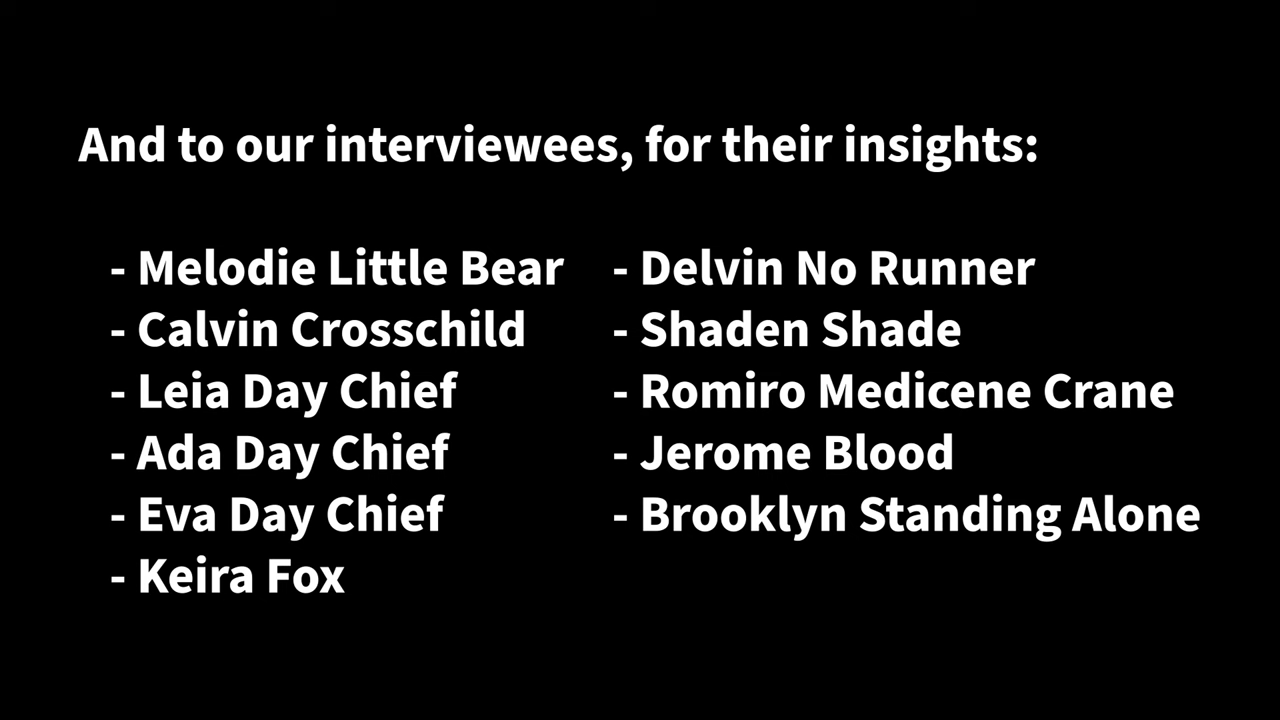 And to our interviewees, for their insights:
- Melodie Little Bear
- Calvin Crosschild
- Leia Day Chief
- Ada Day Chief
- Eva Day Chief
- Keira Fox
- Delvin No Runner
- Shaden Shade
- Romiro Medicene Crane
- Jerome Blood
- Brooklyn Standing Alone